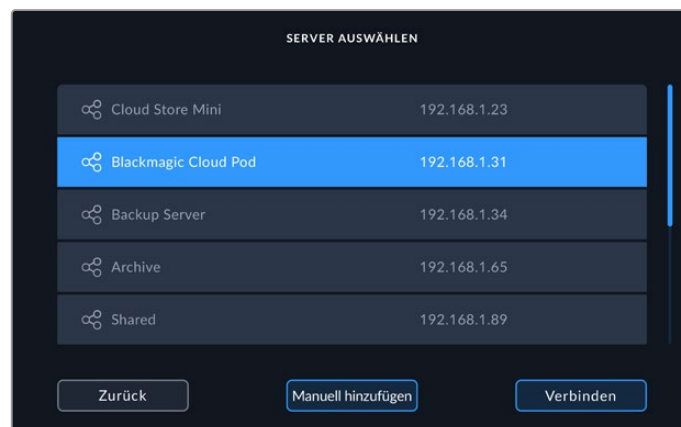 SERVER AUSWÄHLEN
Cloud Store Mini 192.168.1.23
Blackmagic Cloud Pod 192.168.1.31
Backup Server 192.168.1.34
Archive 192.168.1.65
Shared 192.168.1.89
Zurück Manuell hinzufügen Verbinden